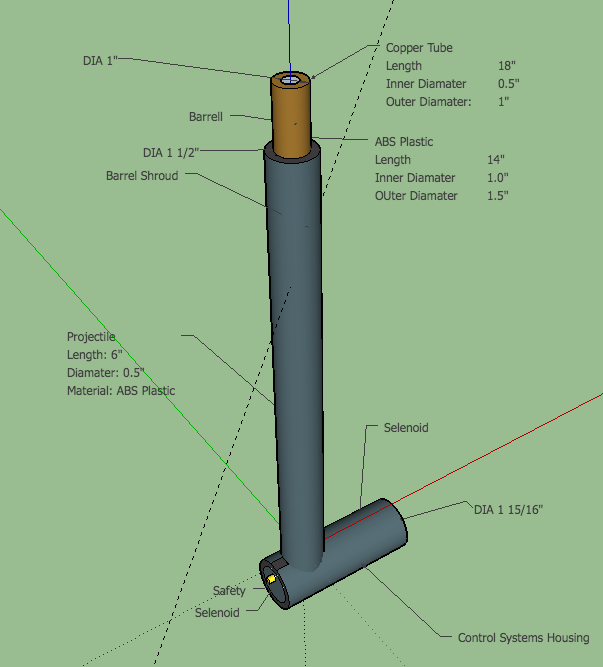 DIA 1"
Copper Tube
Length 18"
Inner Diamater 0.5"
Outer Diamater: 1"
Barrell
DIA 1 1/2"
ABS Plastic
Length 14"
Inner Diamater 1.0"
OUter Diamater 1.5"
Barrel Shroud
Projectile
Length: 6"
Diamater: 0.5"
Material: ABS Plastic
Selenoid
DIA 1 15/16"
Safety
Selenoid
Control Systems Housing